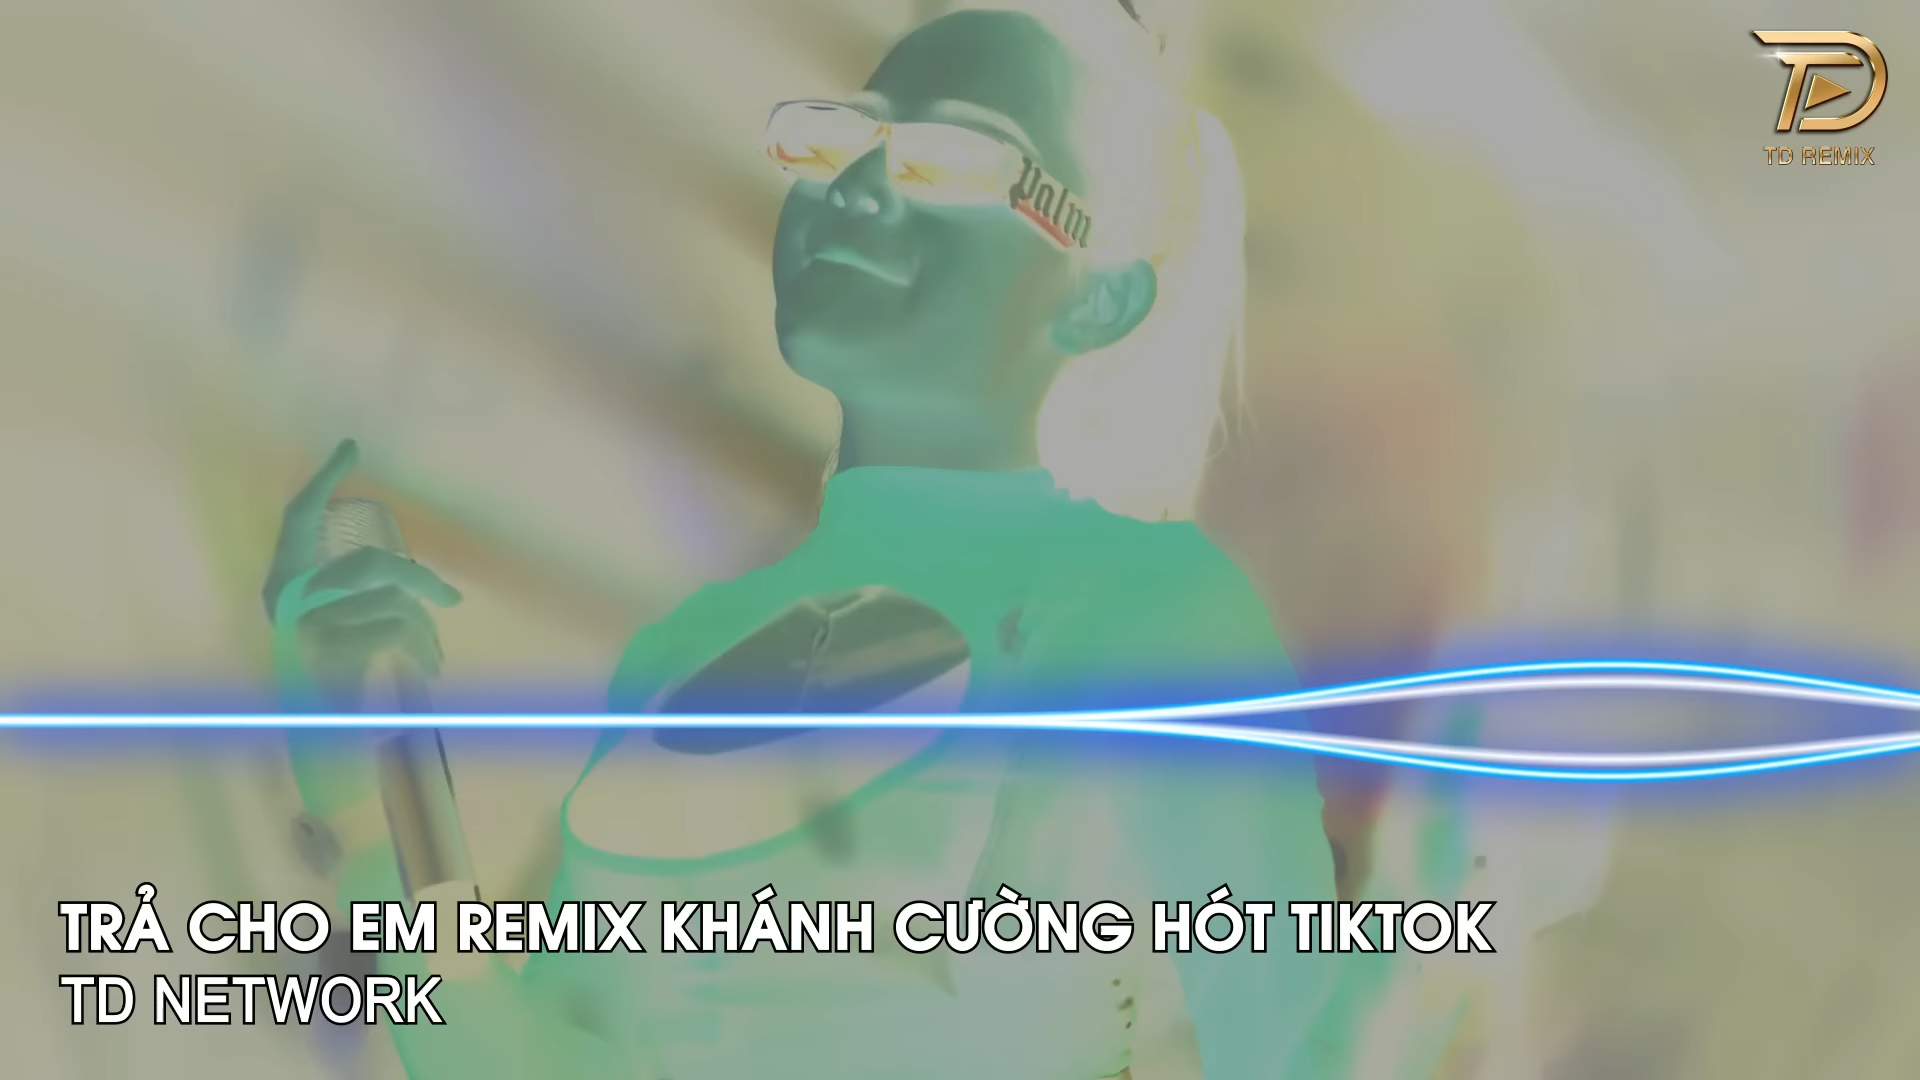 TD REMIX
Palm
TRẢ CHO EM REMIX KHÁNH CƯỜNG HÓT TIKTOK
TD NETWORK